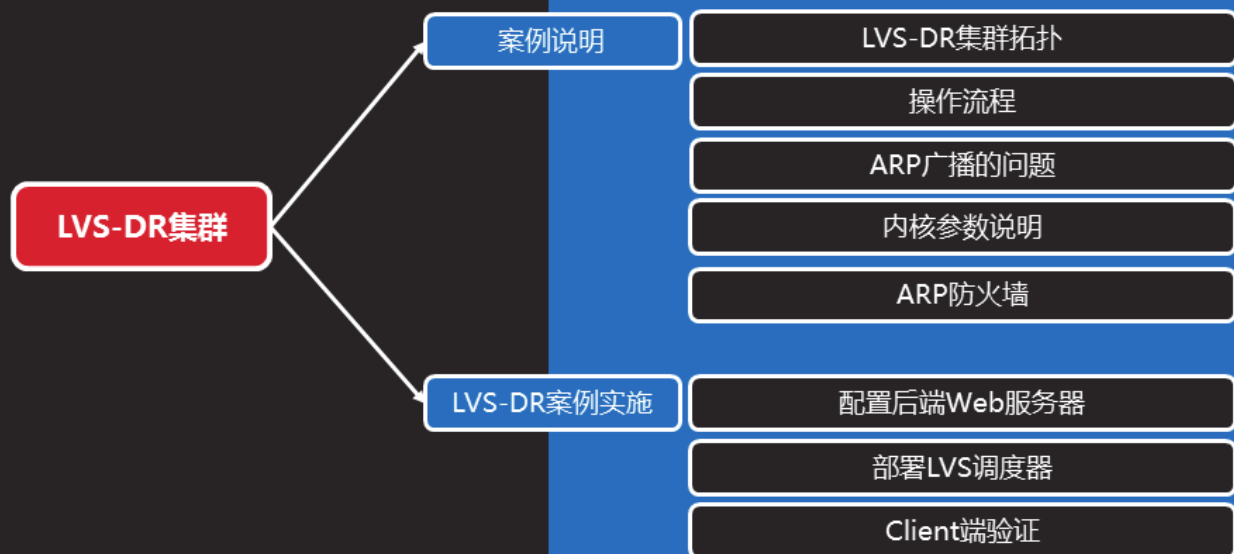 LVS-DR集群
案例说明
LVS-DR集群拓扑
操作流程
ARP广播的问题
内核参数说明
ARP防火墙
LVS-DR案例实施
配置后端Web服务器
部署LVS调度器
Client端验证